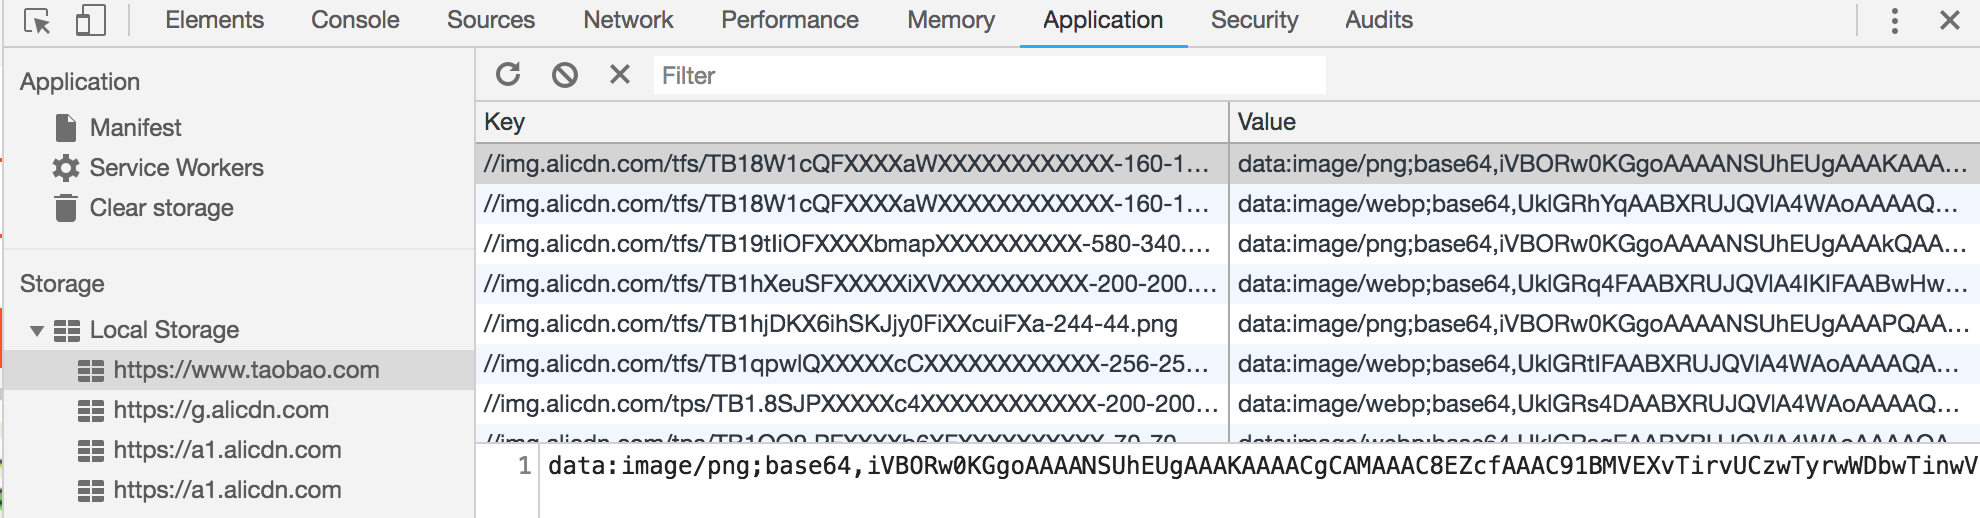 Elements Console Sources Network Performance Memory Application Security Audits
Application
Manifest
Service Workers
Clear storage
Storage
Local Storage
https://www.taobao.com
https://g.alicdn.com
https://a1.alicdn.com
https://a1.alicdn.com
Filter
Key Value
//img.alicdn.com/tfs/TB18W1cQFXXXXaWXXXXXXXXXXXX-160-1… data:image/png;base64,iVBORw0KGgoAAAANSUhEUgAAAKAAA…
//img.alicdn.com/tfs/TB18W1cQFXXXXaWXXXXXXXXXXXX-160-1… data:image/webp;base64,UklGRhYqAABXRUJQVlA4WAoAAAAQ…
//img.alicdn.com/tfs/TB19tIiOFXXXXbmapXXXXXXXXXX-580-340.… data:image/png;base64,iVBORw0KGgoAAAANSUhEUgAAAkQAA…
//img.alicdn.com/tfs/TB1hXeuSFXXXXXiXVXXXXXXXXXX-200-200.… data:image/webp;base64,UklGRq4FAABXRUJQVlA4IKIFAABwHw…
//img.alicdn.com/tfs/TB1hjDKX6ihSKJjy0FiXXcuiFXa-244-44.png data:image/png;base64,iVBORw0KGgoAAAANSUhEUgAAAPQAA…
//img.alicdn.com/tfs/TB1qpwlQXXXXXcCXXXXXXXXXXXX-256-25… data:image/webp;base64,UklGRtIFAABXRUJQVlA4WAoAAAAQA…
//img.alicdn.com/tps/TB1.8SJPXXXXXc4XXXXXXXXXXXX-200-200… data:image/webp;base64,UklGRs4DAABXRUJQVlA4WAoAAAAQ…
1 data:image/png;base64,iVBORw0KGgoAAAANSUhEUgAAAKAAAACgCAMAAAC8EZcfAAAC91BMVEXvTirvUCzwTyrwWDbwTinwV